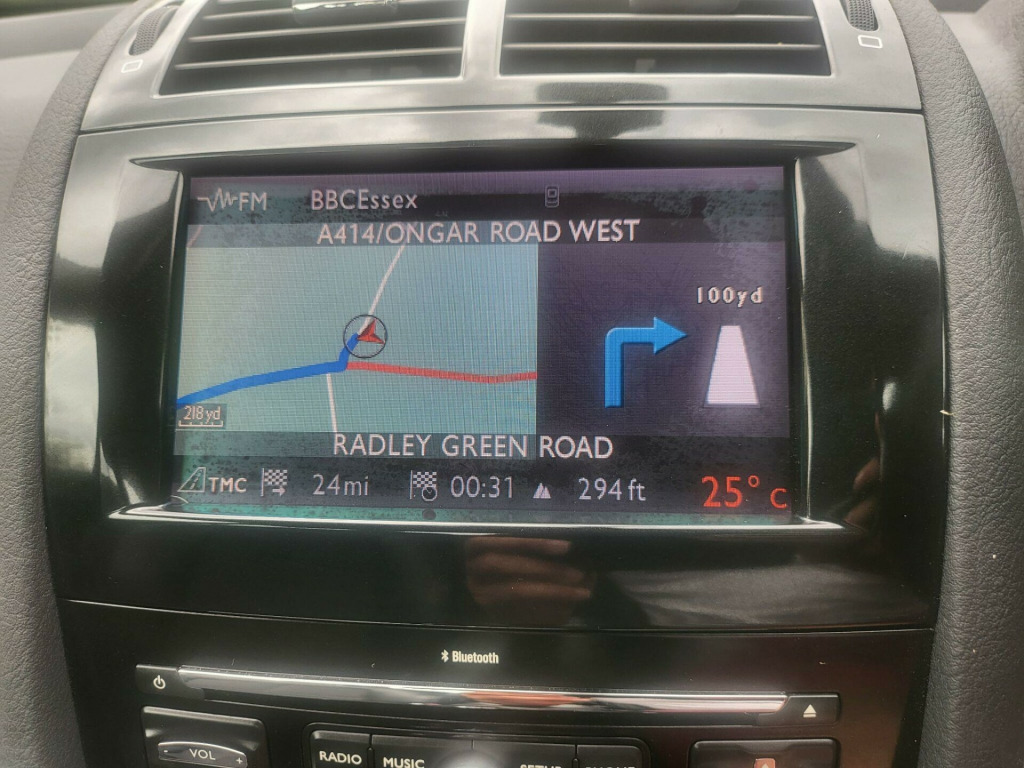 FM BBCEssex
A414/ONGAR ROAD WEST
100yd
218yd
RADLEY GREEN ROAD
TMC 24mi 00:31 294ft 25°C
Bluetooth
- VOL +
RADIO MUSIC